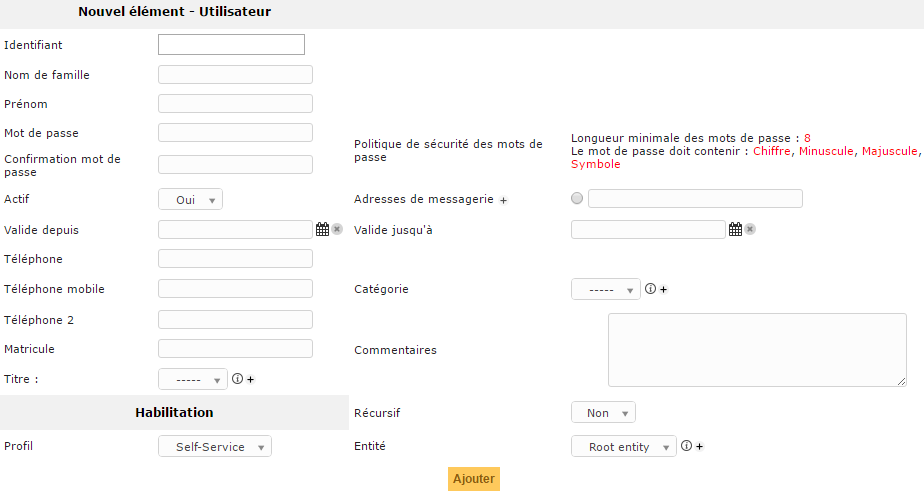 Nouvel élément - Utilisateur
Identifiant
Nom de famille
Prénom
Mot de passe
Confirmation mot de
passe
Politique de sécurité des mots de
passe
Longueur minimale des mots de passe : 8
Le mot de passe doit contenir : Chiffre, Minuscule, Majuscule,
Symbole
Actif Oui
Adresses de messagerie +
Valide depuis
Valide jusqu'à
Téléphone
Téléphone mobile
Catégorie ----- +
Téléphone 2
Matricule
Commentaires
Titre : ----- +
Habilitation
Récursif Non
Profil Self-Service
Entité Root entity +
Ajouter